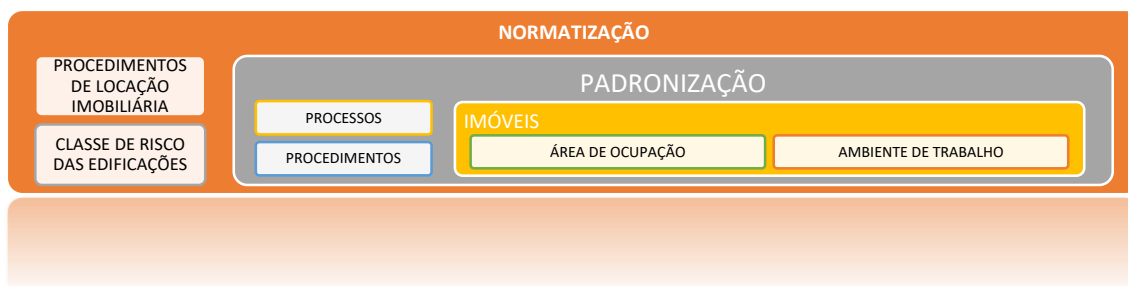 NORMATIZAÇÃO
PROCEDIMENTOS
DE LOCAÇÃO
IMOBILIÁRIA
CLASSE DE RISCO
DAS EDIFICAÇÕES
PADRONIZAÇÃO
PROCESSOS
PROCEDIMENTOS
IMÓVEIS
ÁREA DE OCUPAÇÃO
AMBIENTE DE TRABALHO